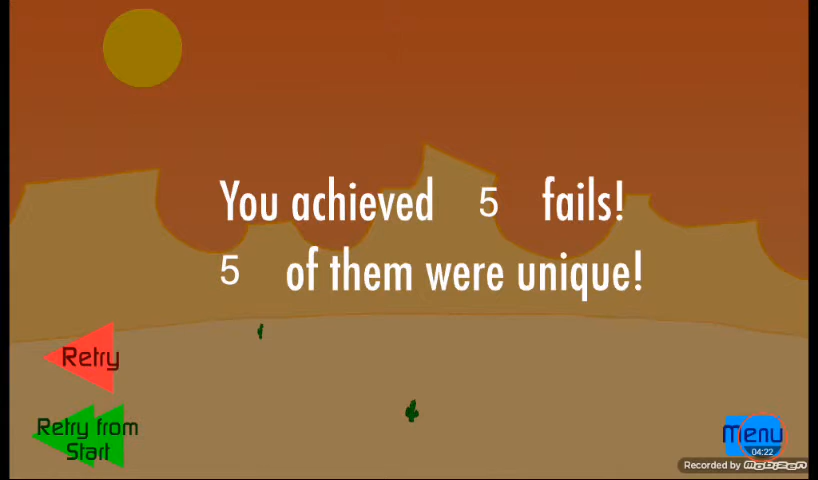 You achieved 5 fails!
5 of them were unique!
Retry
Retry from
Start
Menu
04:22
Recorded by mobizen